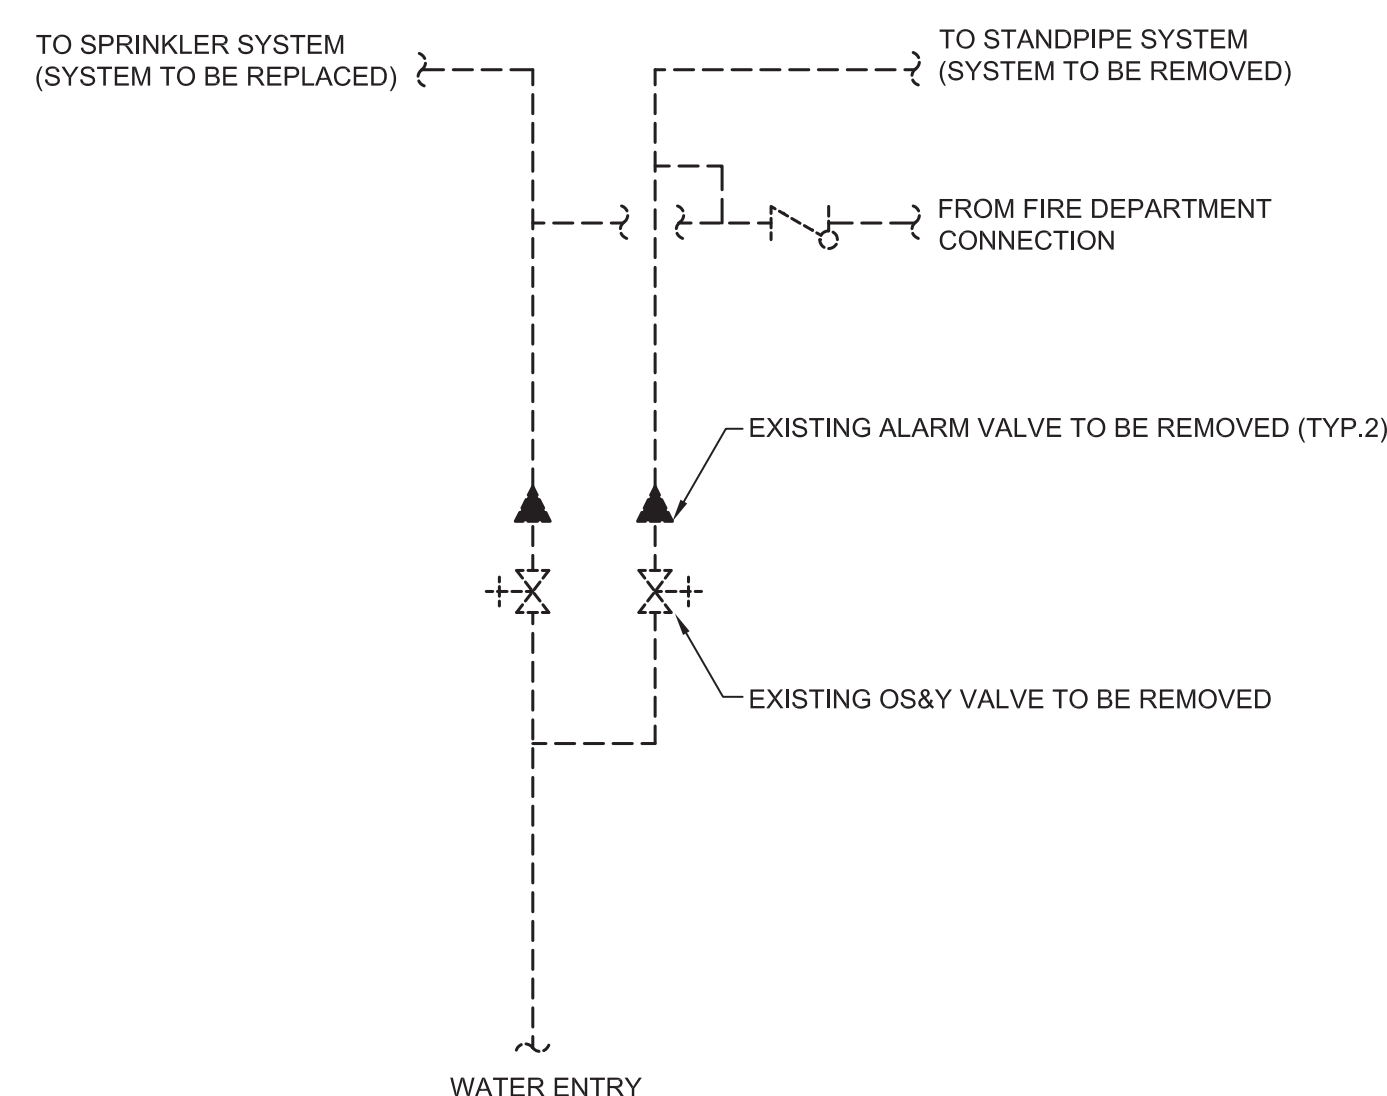 TO SPRINKLER SYSTEM
(SYSTEM TO BE REPLACED)
TO STANDPIPE SYSTEM
(SYSTEM TO BE REMOVED)
FROM FIRE DEPARTMENT
CONNECTION
EXISTING ALARM VALVE TO BE REMOVED (TYP.2)
EXISTING OS&Y VALVE TO BE REMOVED
WATER ENTRY